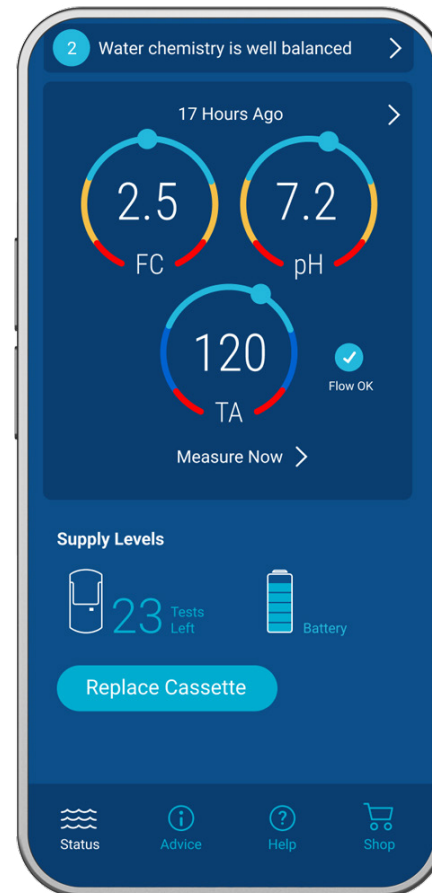 2 Water chemistry is well balanced
17 Hours Ago
2.5 7.2
FC pH
120
TA
Flow OK
Measure Now
Supply Levels
23 Tests Left
Battery
Replace Cassette
Status Advice Help Shop